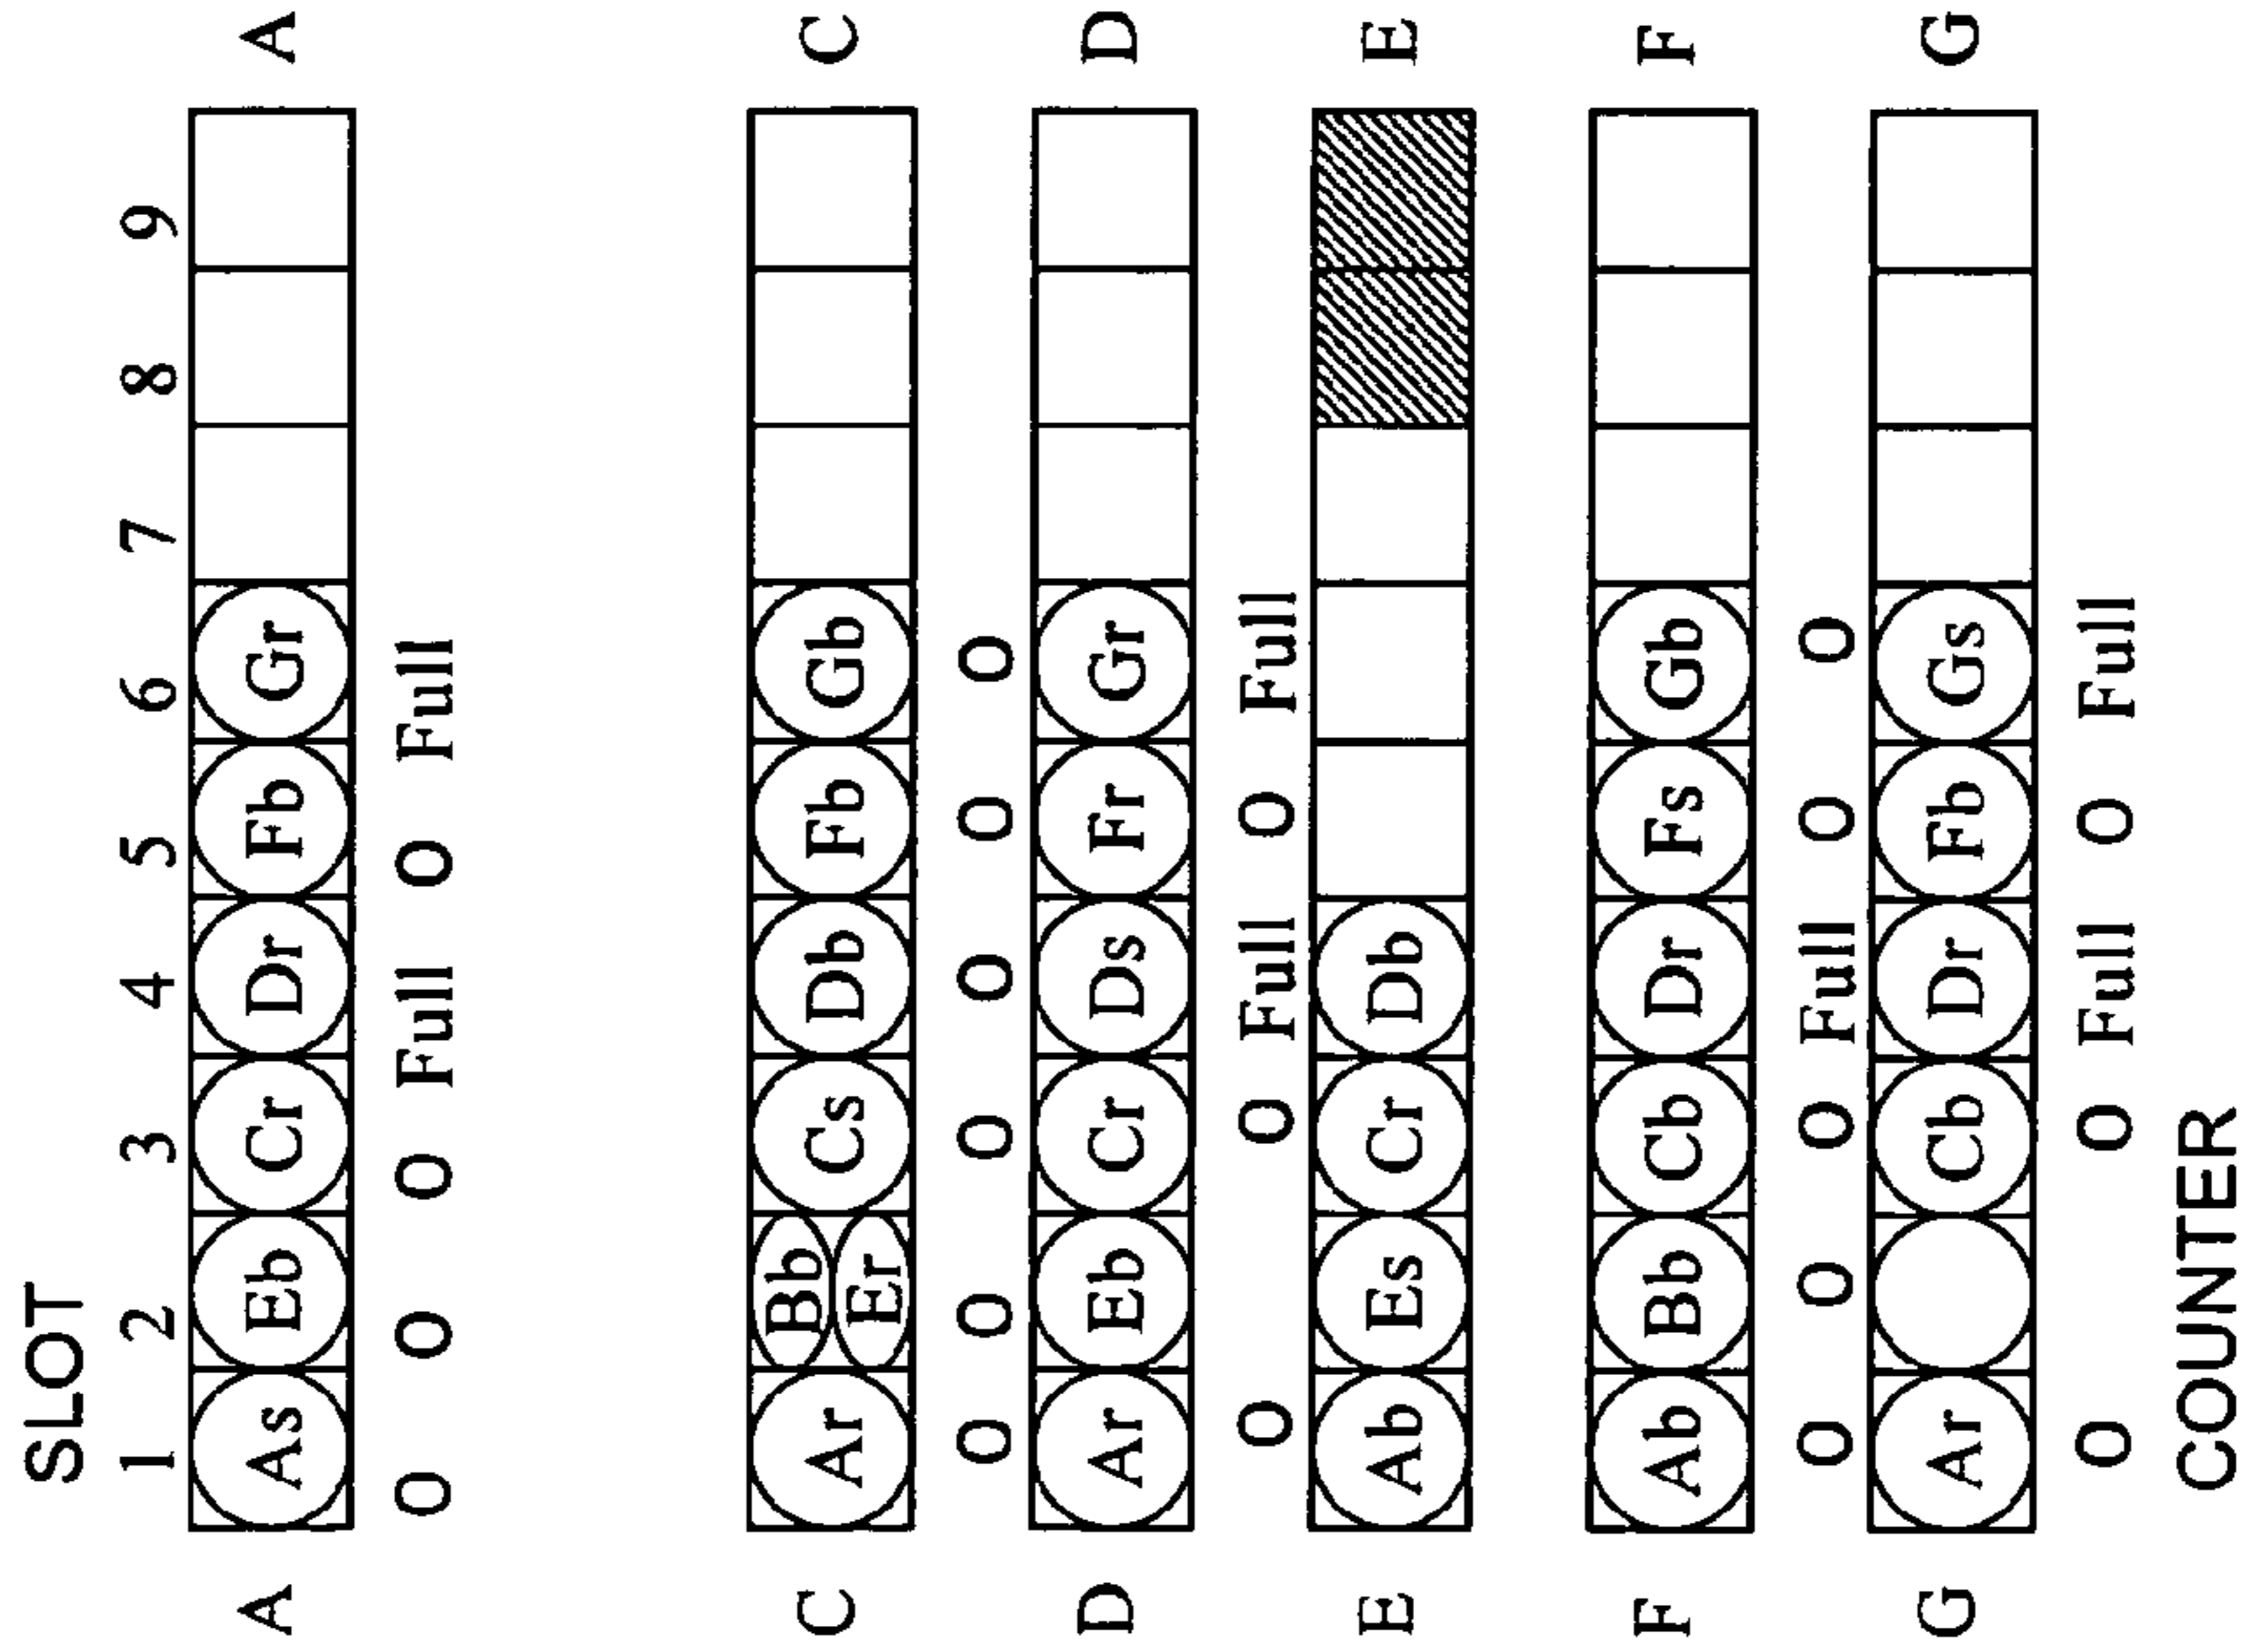 SLOT
1 2 3 4 5 6 7 8 9
A As Eb Cr Dr Fb Gr A
0 0 0 Full 0 Full
C Ar Bb Er Cs Db Fb Gb C
0 0 0 0 0 0
D Ar Eb Cr Ds Fr Gr D
0 0 Full 0 Full
E Ab Es Cr Db E
F Ab Bb Cb Dr Fs Gb F
0 0 0 Full 0 0
G Ar Cb Dr Fb Gs G
0 0 Full 0 Full
COUNTER